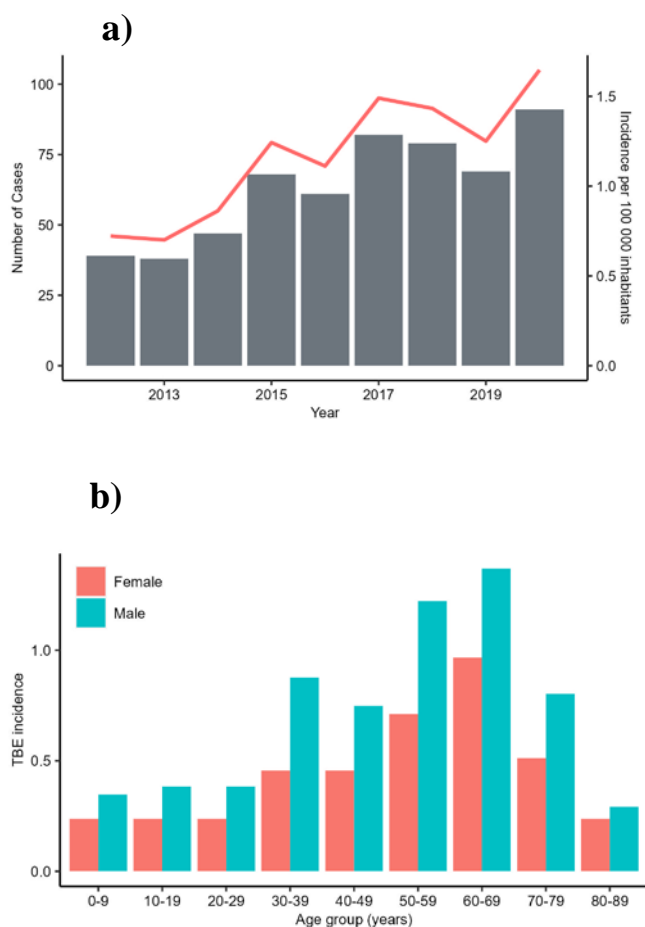 a)
100
75
50
25
0
Number of Cases
1.5
1.0
0.5
0.0
Incidence per 100 000 inhabitants
2013 2015 2017 2019
Year
b)
Female
Male
1.0
0.5
0.0
TBE incidence
0-9 10-19 20-29 30-39 40-49 50-59 60-69 70-79 80-89
Age group (years)